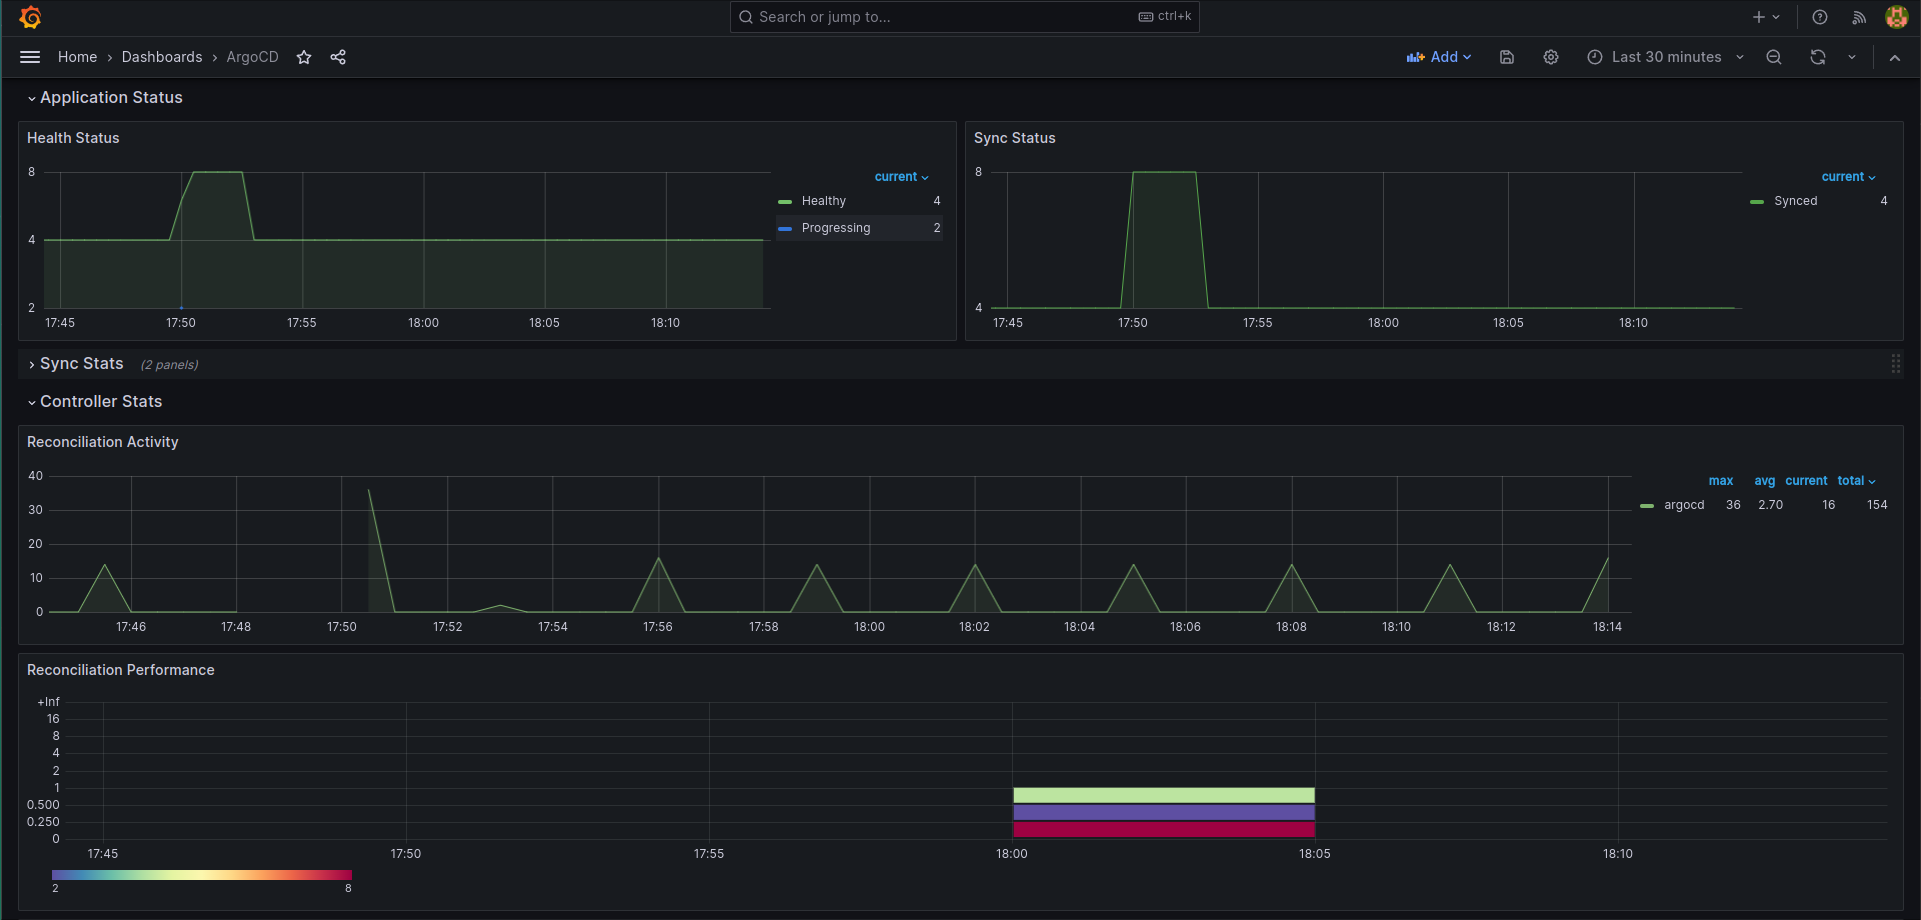 Search or jump to... ctrl+k
Home › Dashboards › ArgoCD Add Last 30 minutes
Application Status
Health Status
8
4
2
17:45 17:50 17:55 18:00 18:05 18:10
current
Healthy 4
Progressing 2
Sync Status
8
4
17:45 17:50 17:55 18:00 18:05 18:10
current
Synced 4
Sync Stats (2 panels)
Controller Stats
Reconciliation Activity
40
30
20
10
0
17:46 17:48 17:50 17:52 17:54 17:56 17:58 18:00 18:02 18:04 18:06 18:08 18:10 18:12 18:14
max avg current total
argocd 36 2.70 16 154
Reconciliation Performance
+Inf
16
8
4
2
1
0.500
0.250
0
17:45 17:50 17:55 18:00 18:05 18:10
2 8